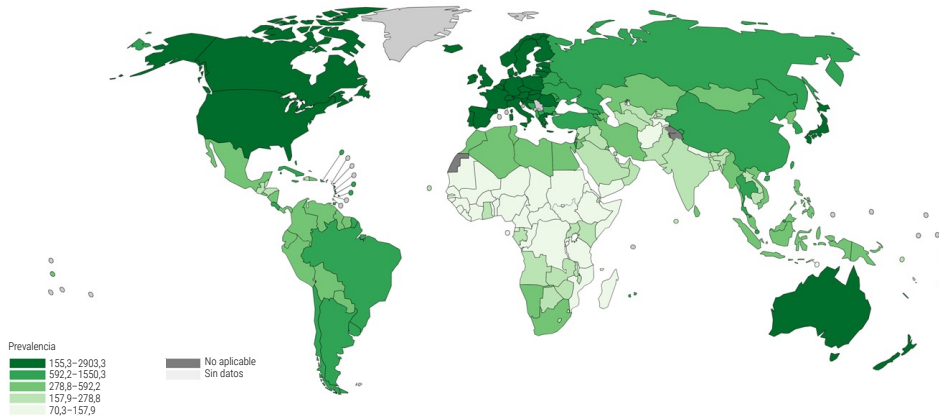 Prevalencia
155,3–2903,3
592,2–1550,3
278,8–592,2
157,9–278,8
70,3–157,9
No aplicable
Sin datos